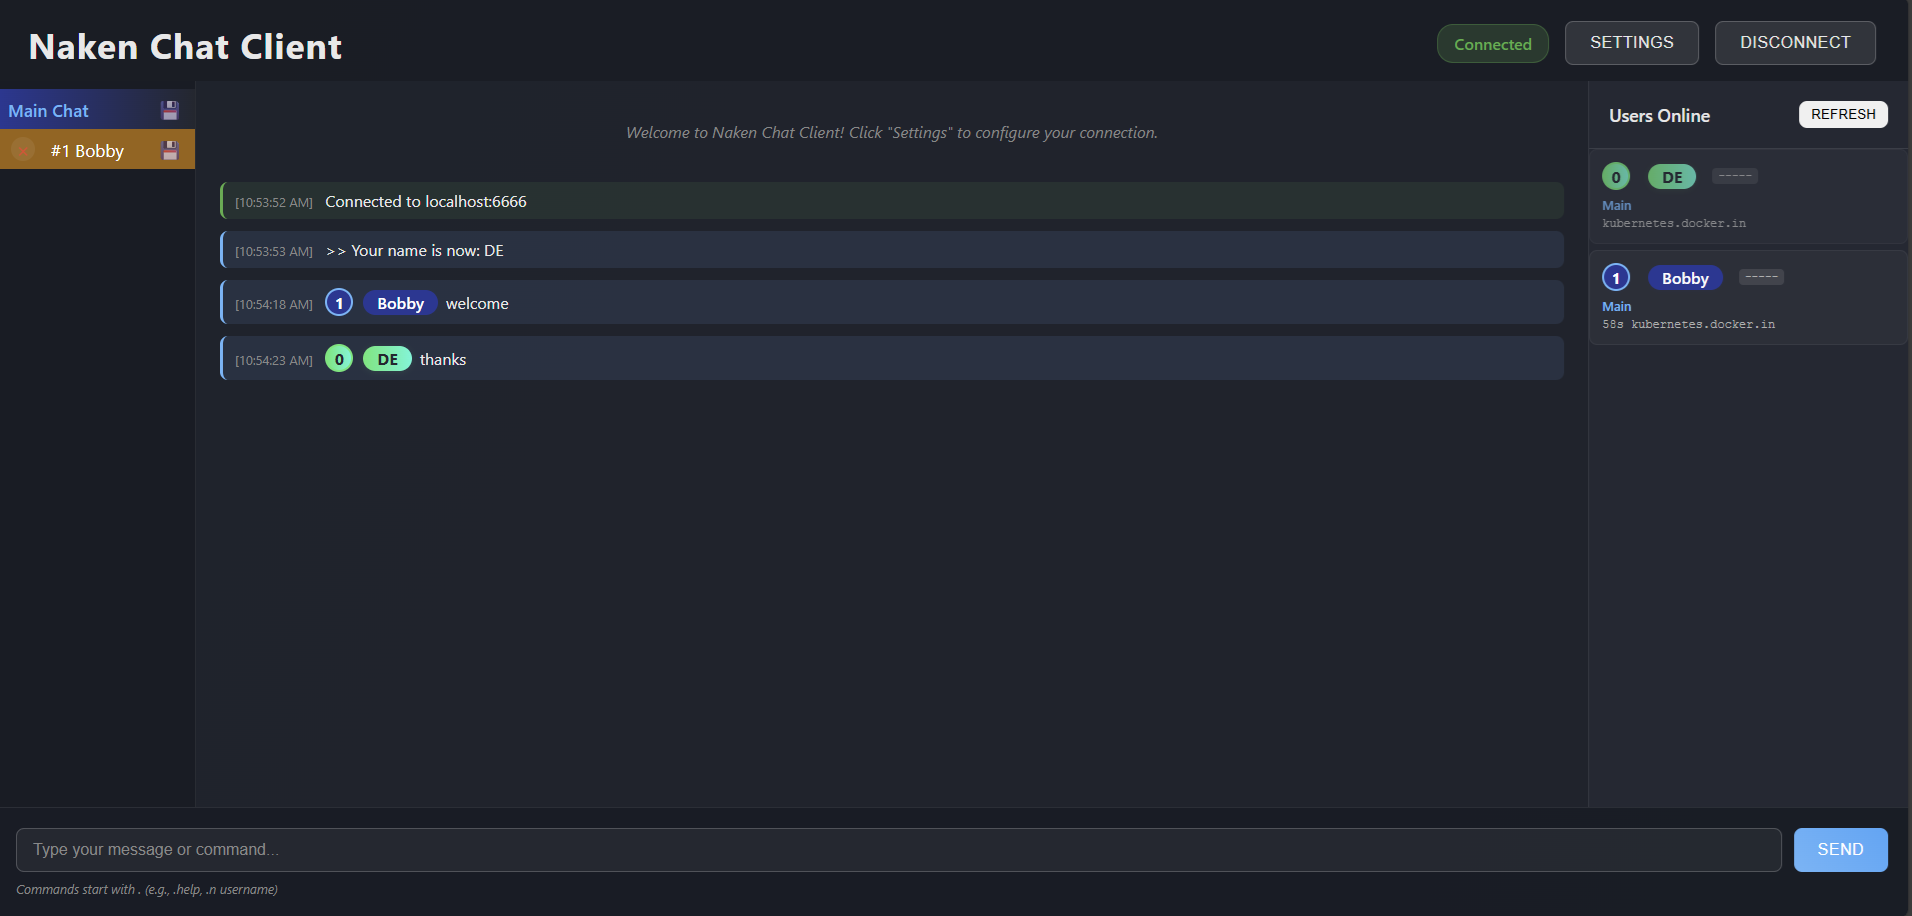 Naken Chat Client
Connected
SETTINGS
DISCONNECT
Main Chat
#1 Bobby
Welcome to Naken Chat Client! Click "Settings" to configure your connection.
[10:53:52 AM] Connected to localhost:6666
[10:53:53 AM] >> Your name is now: DE
[10:54:18 AM] 1 Bobby welcome
[10:54:23 AM] 0 DE thanks
Users Online
REFRESH
0 DE -----
Main
kubernetes.docker.in
1 Bobby -----
Main
58s kubernetes.docker.in
Type your message or command...
SEND
Commands start with . (e.g., .help, .n username)